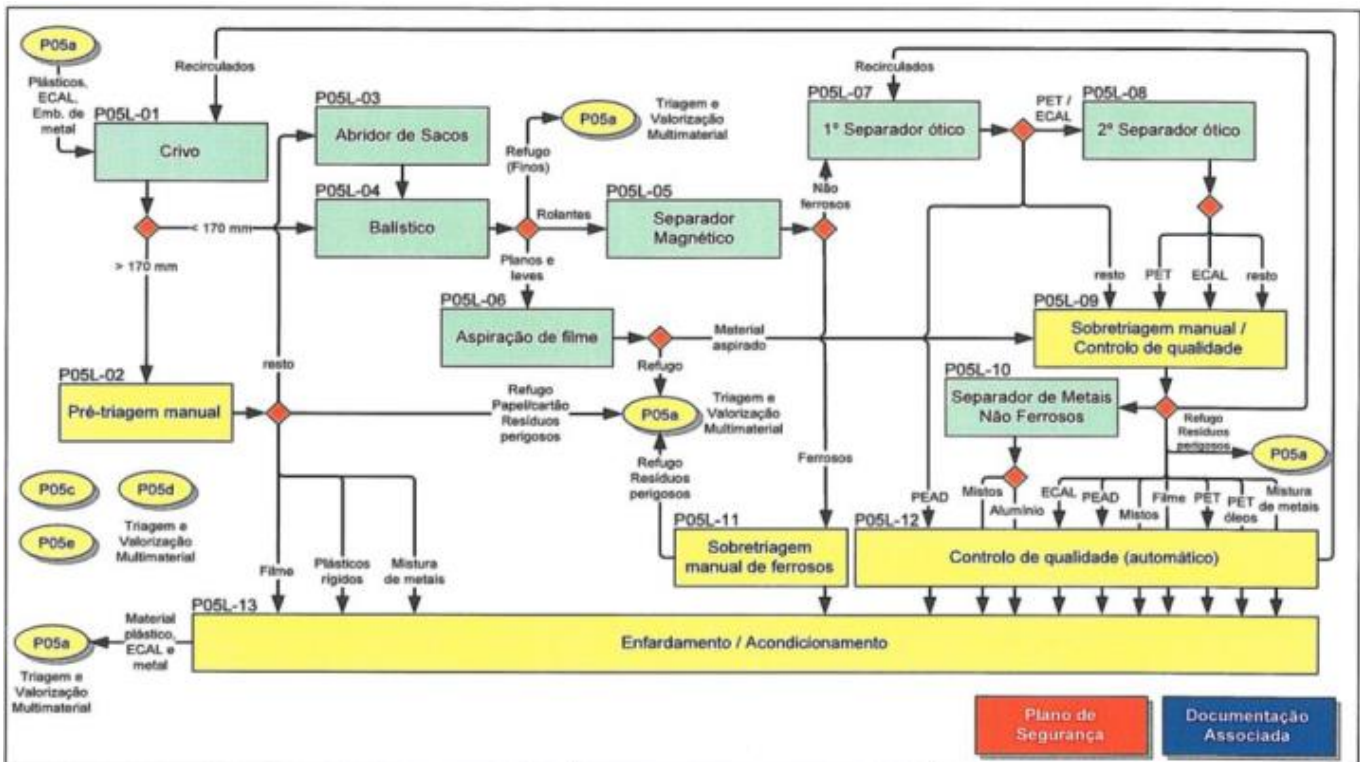 P05a
Plásticos,
ECAL,
Emb. de
metal
Recirculados
P05L-01
Crivo
< 170 mm
> 170 mm
P05L-02
Pré-triagem manual
resto
P05L-03
Abridor de Sacos
P05L-04
Balístico
Refugo
(Finos)
P05a
Triagem e
Valorização
Multimaterial
Rolantes
Planos e
leves
P05L-05
Separador
Magnético
Não
ferrosos
Ferrosos
P05L-06
Aspiração de filme
Material
aspirado
Refugo
Refugo
Papel/cartão
Resíduos
perigosos
P05a
Triagem e
Valorização
Multimaterial
Refugo
Resíduos
perigosos
Recirculados
P05L-07
1º Separador ótico
PET /
ECAL
P05L-08
2º Separador ótico
PEAD
resto
PET
ECAL
resto
P05L-09
Sobretriagem manual /
Controlo de qualidade
P05L-10
Separador de Metais
Não Ferrosos
Refugo
Resíduos
perigosos
P05a
Mistos
Alumínio
ECAL
PEAD
Mistos
Filme
PET
PET
óleos
Mistura
de metais
P05L-11
Sobretriagem
manual de ferrosos
P05L-12
Controlo de qualidade (automático)
P05c
P05d
P05e
Triagem e
Valorização
Multimaterial
Filme
Plásticos
rígidos
Mistura
de metais
P05L-13
Enfardamento / Acondicionamento
Material
plástico,
ECAL e
metal
P05a
Triagem e
Valorização
Multimaterial
Plano de
Segurança
Documentação
Associada